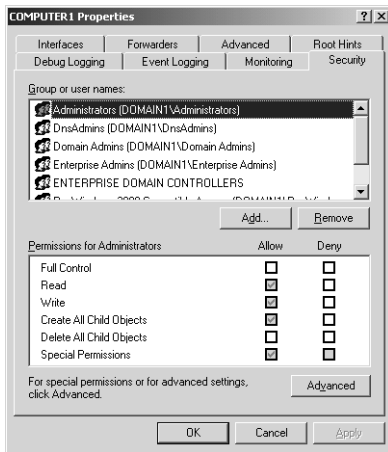 COMPUTER1 Properties
Interfaces Forwarders Advanced Root Hints
Debug Logging Event Logging Monitoring Security
Group or user names:
Administrators (DOMAIN1\Administrators)
DnsAdmins (DOMAIN1\DnsAdmins)
Domain Admins (DOMAIN1\Domain Admins)
Enterprise Admins (DOMAIN1\Enterprise Admins)
ENTERPRISE DOMAIN CONTROLLERS
Add... Remove
Permissions for Administrators Allow Deny
Full Control
Read
Write
Create All Child Objects
Delete All Child Objects
Special Permissions
For special permissions or for advanced settings,
click Advanced.
Advanced
OK Cancel Apply